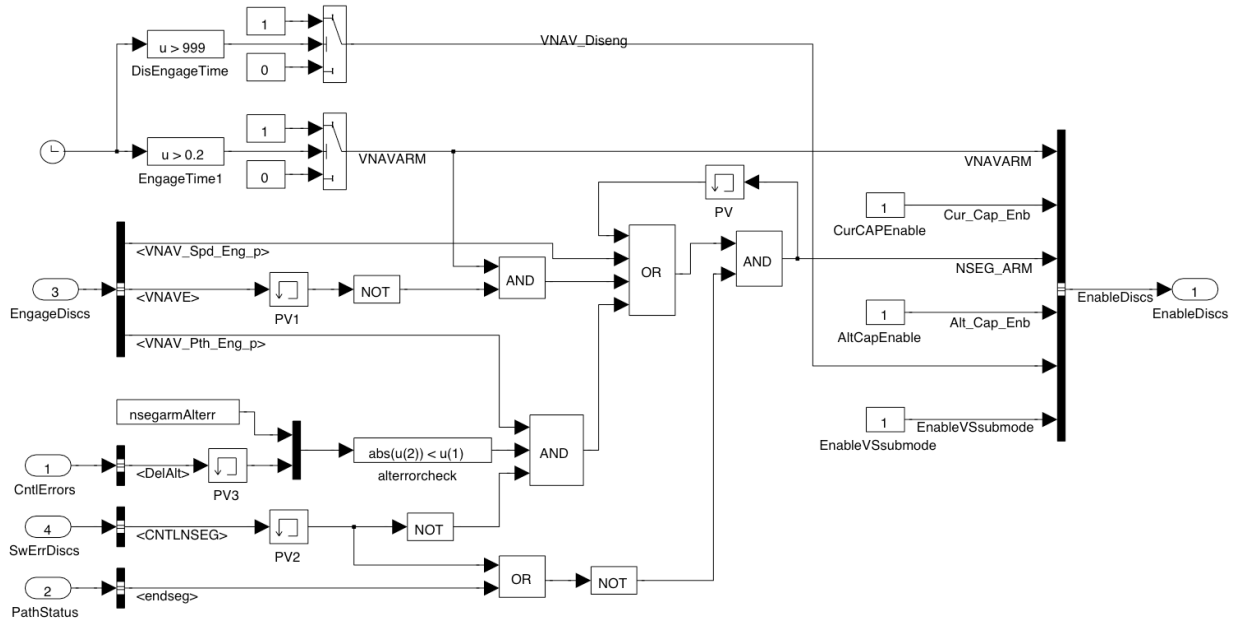 1
VNAV_Diseng
u > 999
DisEngageTime
0
1
VNAVARM
VNAVARM
u > 0.2
EngageTime1
0
PV
1
Cur_Cap_Enb
CurCAPEnable
<VNAV_Spd_Eng_p>
OR
AND
AND
NSEG_ARM
3
EngageDiscs
<VNAVE>
PV1
NOT
EnableDiscs
1
EnableDiscs
1
Alt_Cap_Enb
AltCapEnable
<VNAV_Pth_Eng_p>
nsegarmAlterr
1
EnableVSsubmode
EnableVSsubmode
abs(u(2)) < u(1)
alterrorcheck
AND
1
CntlErrors
<DelAlt>
PV3
4
SwErrDiscs
<CNTLNSEG>
PV2
NOT
OR
NOT
2
PathStatus
<endseg>